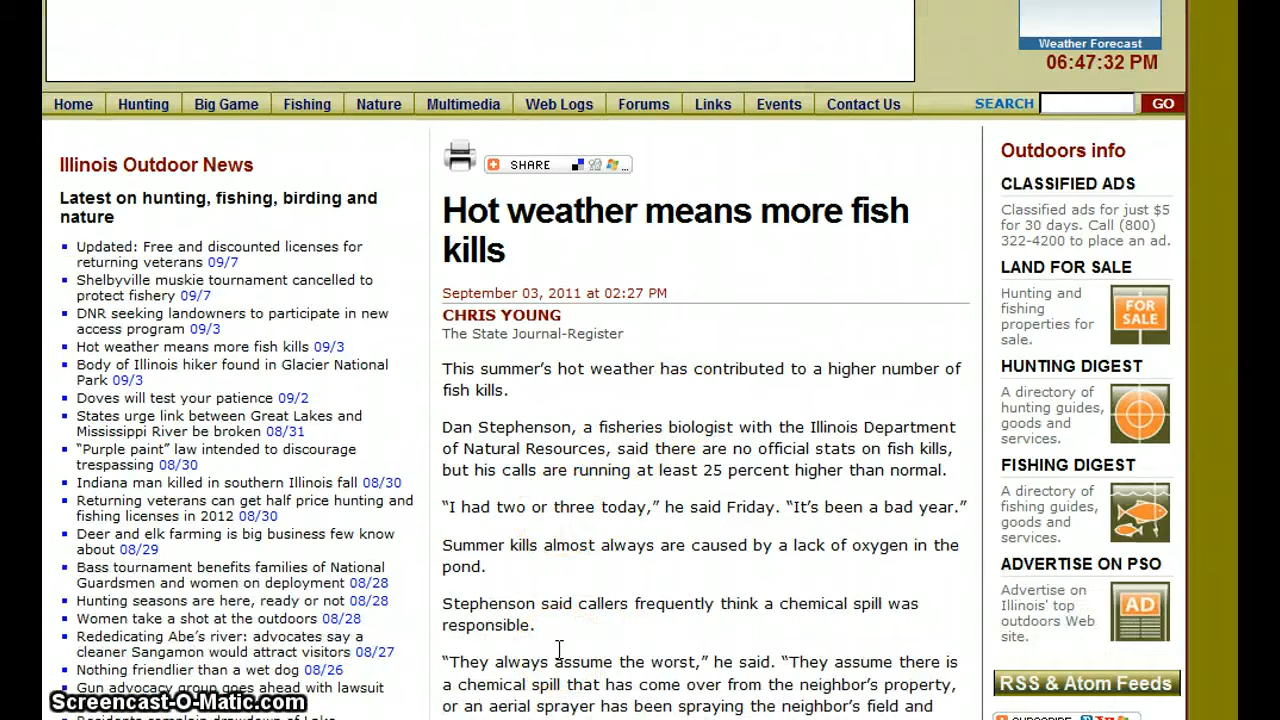 Weather Forecast
06:47:32 PM
Home Hunting Big Game Fishing Nature Multimedia Web Logs Forums Links Events Contact Us SEARCH GO
Illinois Outdoor News
Latest on hunting, fishing, birding and
nature
Updated: Free and discounted licenses for
returning veterans 09/7
Shelbyville muskie tournament cancelled to
protect fishery 09/7
DNR seeking landowners to participate in new
access program 09/3
Hot weather means more fish kills 09/3
Body of Illinois hiker found in Glacier National
Park 09/3
Doves will test your patience 09/2
States urge link between Great Lakes and
Mississippi River be broken 08/31
“Purple paint” law intended to discourage
trespassing 08/30
Indiana man killed in southern Illinois fall 08/30
Returning veterans can get half price hunting and
fishing licenses in 2012 08/30
Deer and elk farming is big business few know
about 08/29
Bass tournament benefits families of National
Guardsmen and women on deployment 08/28
Hunting seasons are here, ready or not 08/28
Women take a shot at the outdoors 08/28
Rededicating Abe’s river: advocates say a
cleaner Sangamon would attract visitors 08/27
Nothing friendlier than a wet dog 08/26
Gun advocacy group goes ahead with lawsuit
Screencast-O-Matic.com
SHARE
Hot weather means more fish
kills
September 03, 2011 at 02:27 PM
CHRIS YOUNG
The State Journal-Register
This summer’s hot weather has contributed to a higher number of
fish kills.
Dan Stephenson, a fisheries biologist with the Illinois Department
of Natural Resources, said there are no official stats on fish kills,
but his calls are running at least 25 percent higher than normal.
“I had two or three today,” he said Friday. “It’s been a bad year.”
Summer kills almost always are caused by a lack of oxygen in the
pond.
Stephenson said callers frequently think a chemical spill was
responsible.
“They always assume the worst,” he said. “They assume there is
a chemical spill that has come over from the neighbor’s property,
or an aerial sprayer has been spraying the neighbor’s field and
Outdoors info
CLASSIFIED ADS
Classified ads for just $5
for 30 days. Call (800)
322-4200 to place an ad.
LAND FOR SALE
Hunting and
fishing
properties for
sale.
FOR
SALE
HUNTING DIGEST
A directory of
hunting guides,
goods and
services.
FISHING DIGEST
A directory of
fishing guides,
goods and
services.
ADVERTISE ON PSO
Advertise on
Illinois' top
outdoors Web
site.
AD
RSS & Atom Feeds